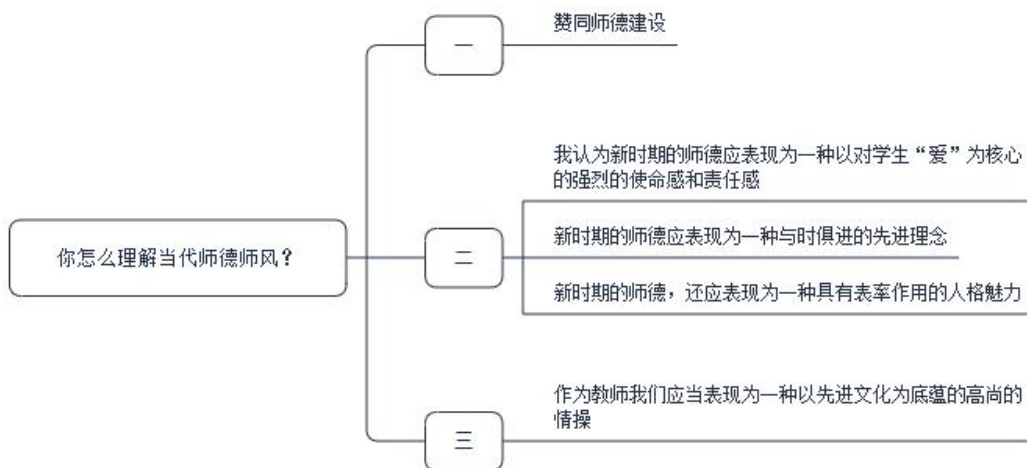 一
赞同师德建设
我认为新时期的师德应表现为一种以对学生“爱”为核心
的强烈的使命感和责任感
你怎么理解当代师德师风？
二
新时期的师德应表现为一种与时俱进的先进理念
新时期的师德，还应表现为一种具有表率作用的人格魅力
三
作为教师我们应当表现为一种以先进文化为底蕴的高尚的
情操